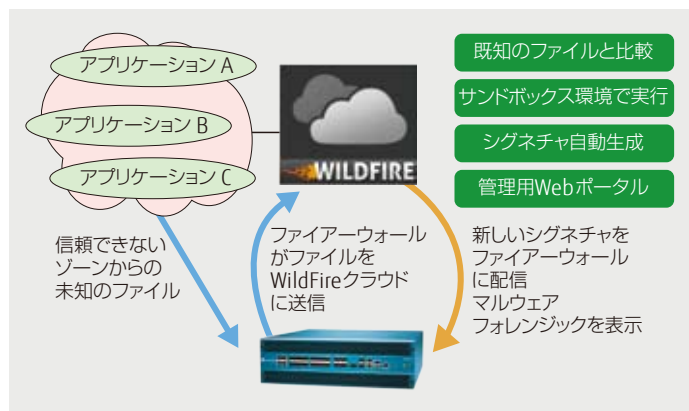 アプリケーション A
アプリケーション B
アプリケーション C
WILDFIRE
既知のファイルと比較
サンドボックス環境で実行
シグネチャ自動生成
管理用Webポータル
信頼できない
ゾーンからの
未知のファイル
ファイアーウォール
がファイルを
WildFireクラウド
に送信
新しいシグネチャを
ファイアーウォール
に配信
マルウェア
フォレンジックを表示